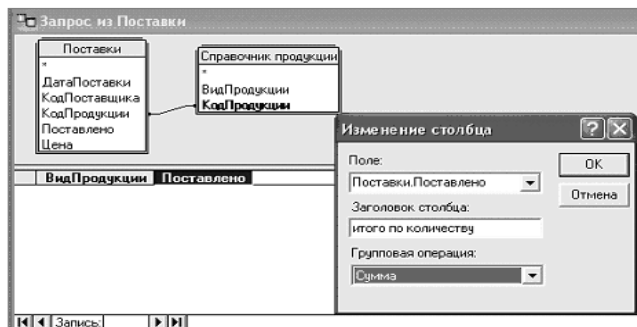 Запрос из Поставки
Поставки
*
ДатаПоставки
КодПоставщика
КодПродукции
Поставлено
Цена
Справочник продукции
*
ВидПродукции
КодПродукции
ВидПродукции Поставлено
Запись:
Изменение столбца
Поле:
Поставки.Поставлено
Заголовок столбца:
итого по количеству
Групповая операция:
Сумма
OK
Отмена